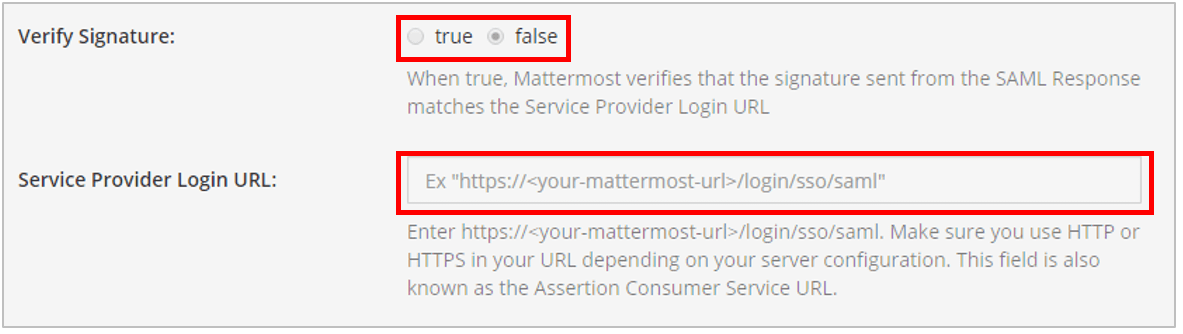 Verify Signature:
true false
When true, Mattermost verifies that the signature sent from the SAML Response
matches the Service Provider Login URL
Service Provider Login URL:
Ex "https://<your-mattermost-url>/login/sso/saml"
Enter https://<your-mattermost-url>/login/sso/saml. Make sure you use HTTP or
HTTPS in your URL depending on your server configuration. This field is also
known as the Assertion Consumer Service URL.